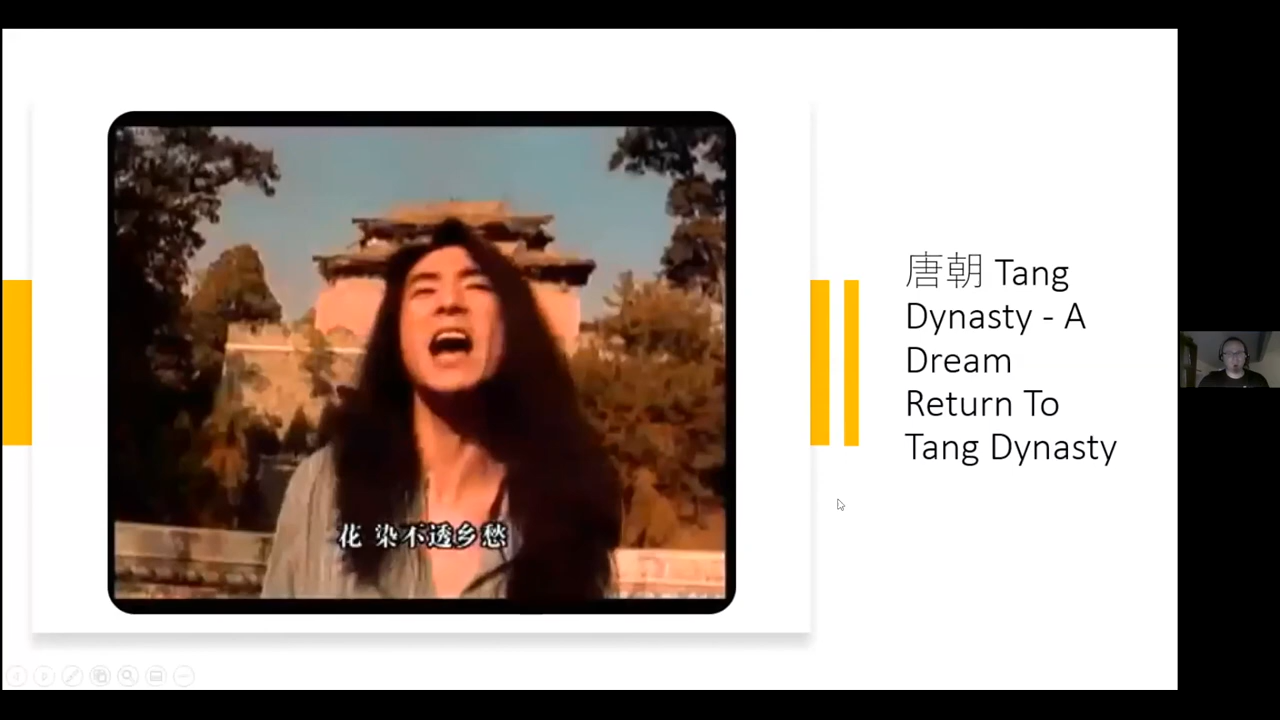 花 染不透乡愁
唐朝 Tang
Dynasty - A
Dream
Return To
Tang Dynasty